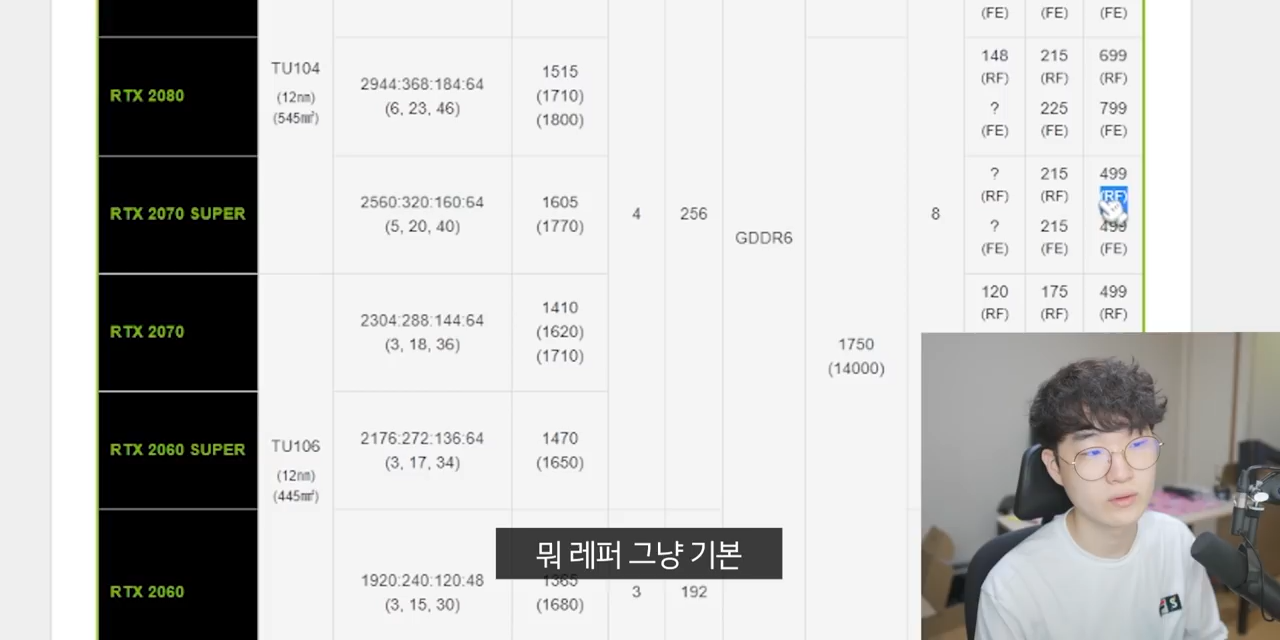 (FE) (FE) (FE)
RTX 2080
TU104
(12㎚)
(545㎟)
2944:368:184:64
(6, 23, 46)
1515
(1710)
(1800)
148 215 699
(RF) (RF) (RF)
? 225 799
(FE) (FE) (FE)
RTX 2070 SUPER
2560:320:160:64
(5, 20, 40)
1605
(1770)
4
256
GDDR6
8
? 215 499
(RF) (RF) (RF)
? 215 499
(FE) (FE) (FE)
RTX 2070
2304:288:144:64
(3, 18, 36)
1410
(1620)
(1710)
1750
(14000)
120 175 499
(RF) (RF) (RF)
RTX 2060 SUPER
TU106
(12㎚)
(445㎟)
2176:272:136:64
(3, 17, 34)
1470
(1650)
RTX 2060
1920:240:120:48
(3, 15, 30)
1365
(1680)
3
192
뭐 레퍼 그냥 기본